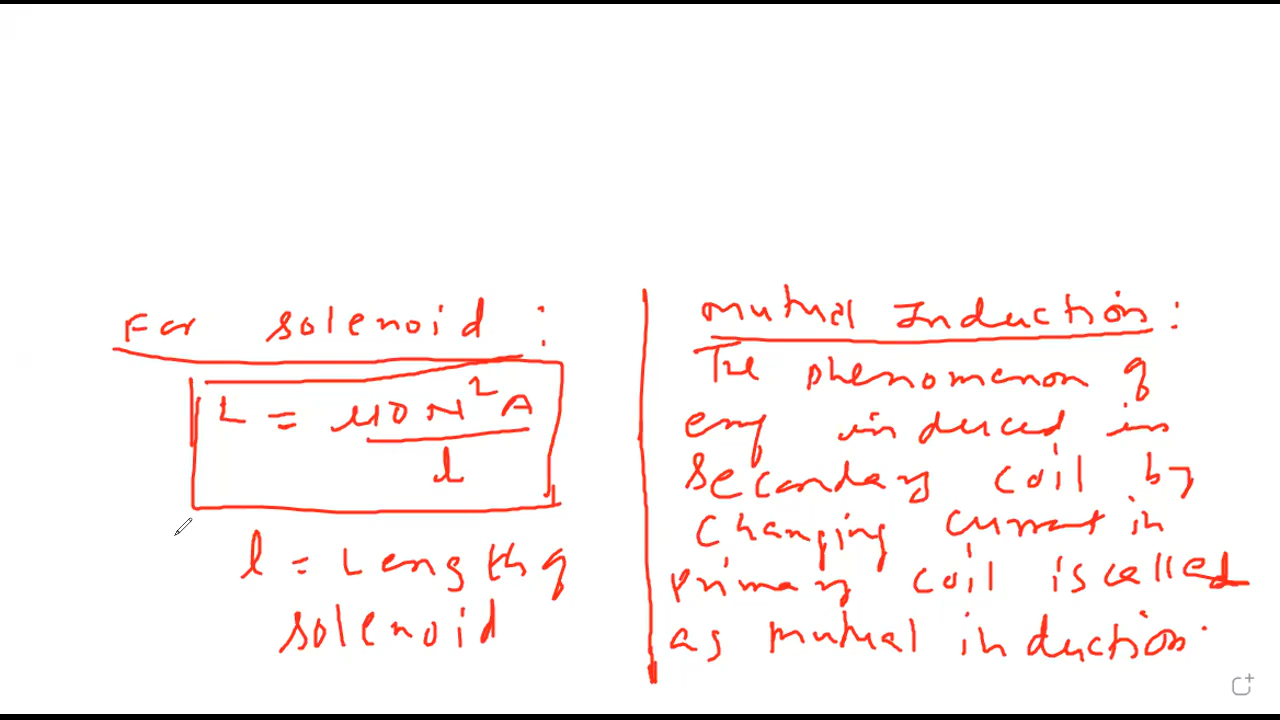 For solenoid :
L = μ0 N² A
l
l = Length of
solenoid
Mutual Induction :
The phenomenon of
emf induced in
secondary coil by
changing current in
primary coil is called
as mutual induction.